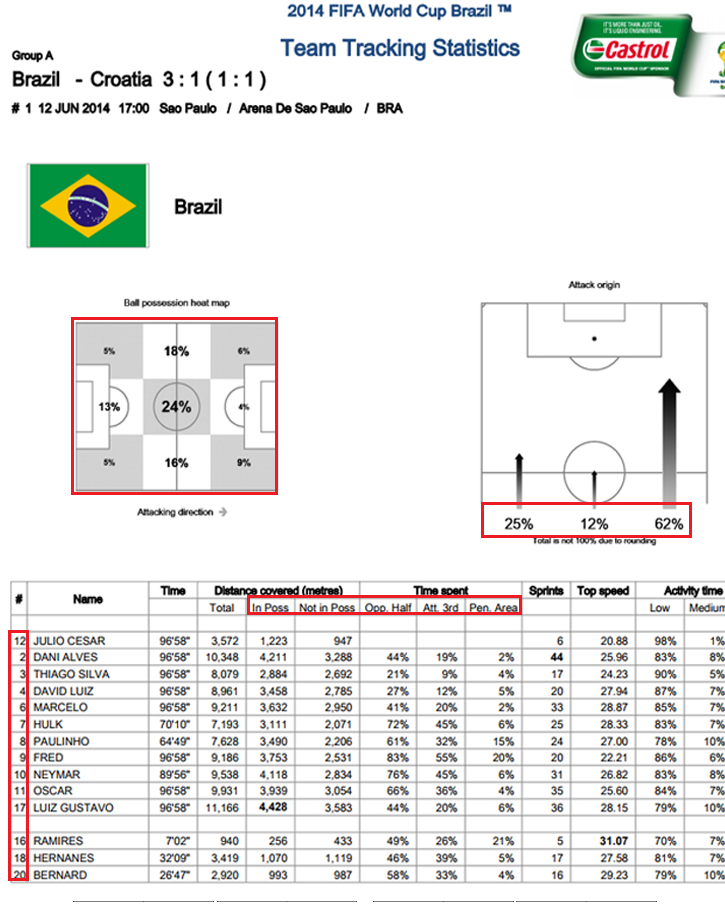 2014 FIFA World Cup Brazil ™
Team Tracking Statistics
IT'S MORE THAN JUST OIL.
IT'S LIQUID ENGINEERING.
Castrol
OFFICIAL FIFA WORLD CUP SPONSOR
Group A
Brazil - Croatia 3 : 1 ( 1 : 1 )
# 1 12 JUN 2014 17:00 Sao Paulo / Arena De Sao Paulo / BRA
Brazil
Ball possession heat map
5% 18% 6%
13% 24% 4%
5% 16% 9%
Attacking direction
Attack origin
25% 12% 62%
Total is not 100% due to rounding
# Name Time Distance covered (metres) Time spent Sprints Top speed Activity time
Total In Poss Not in Poss Opp. Half Att. 3rd Pen. Area Low Medium
12 JULIO CESAR 96'58" 3,572 1,223 947 6 20.88 98% 1%
2 DANI ALVES 96'58" 10,348 4,211 3,288 44% 19% 2% 44 25.96 83% 8%
3 THIAGO SILVA 96'58" 8,079 2,884 2,692 21% 9% 4% 17 24.23 90% 5%
4 DAVID LUIZ 96'58" 8,961 3,458 2,785 27% 12% 5% 20 27.94 87% 7%
6 MARCELO 96'58" 9,211 3,632 2,950 41% 20% 2% 33 28.87 85% 7%
7 HULK 70'10" 7,193 3,111 2,071 72% 45% 6% 25 28.33 83% 7%
8 PAULINHO 64'49" 7,628 3,490 2,206 61% 32% 15% 24 27.00 78% 10%
9 FRED 96'58" 9,186 3,753 2,531 83% 55% 20% 20 22.21 86% 6%
10 NEYMAR 89'56" 9,538 4,118 2,834 76% 45% 6% 31 26.82 83% 8%
11 OSCAR 96'58" 9,931 3,939 3,054 66% 36% 4% 35 25.60 84% 7%
17 LUIZ GUSTAVO 96'58" 11,166 4,428 3,583 44% 20% 6% 36 28.15 79% 10%
16 RAMIRES 7'02" 940 256 433 49% 26% 21% 5 31.07 70% 7%
18 HERNANES 32'09" 3,419 1,070 1,119 46% 39% 5% 17 27.58 81% 7%
20 BERNARD 26'47" 2,920 993 987 58% 33% 4% 16 29.23 79% 10%